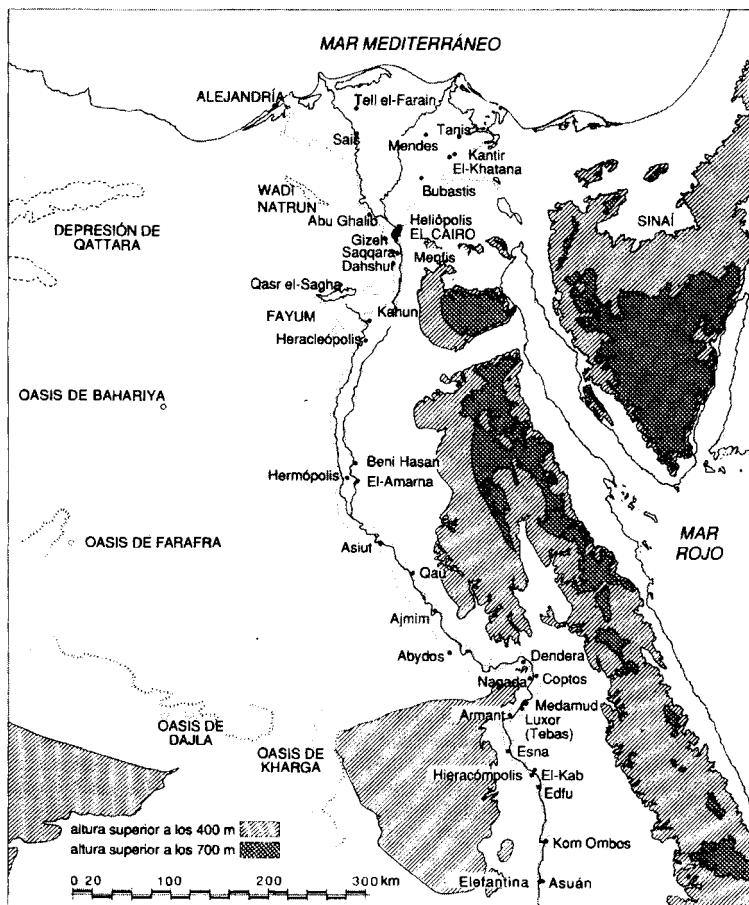 MAR MEDITERRÁNEO
ALEJANDRÍA
Tell el-Farain
Sais
Tanis
Mendes
Kantir
El-Khatana
Bubastis
WADI
NATRUN
DEPRESIÓN DE
QATTARA
SINAÍ
Abu Ghalib
Heliópolis
EL CAIRO
Gizeh
Saqqara
Menfis
Dahshur
Qasr el-Sagha
FAYUM
Kahun
Heracleópolis
OASIS DE BAHARIYA
Beni Hasan
Hermópolis
El-Amarna
MAR
ROJO
OASIS DE FARAFRA
Asiut
Qau
Ajmim
Abydos
Dendera
Nagada
Coptos
Medamud
Armant
Luxor
(Tebas)
OASIS DE
DAJLA
OASIS DE
KHARGA
Esna
Hieracómpolis
El-Kab
Edfu
altura superior a los 400 m
altura superior a los 700 m
Kom Ombos
0 20 100 200 300 km
Elefantina
Asuán